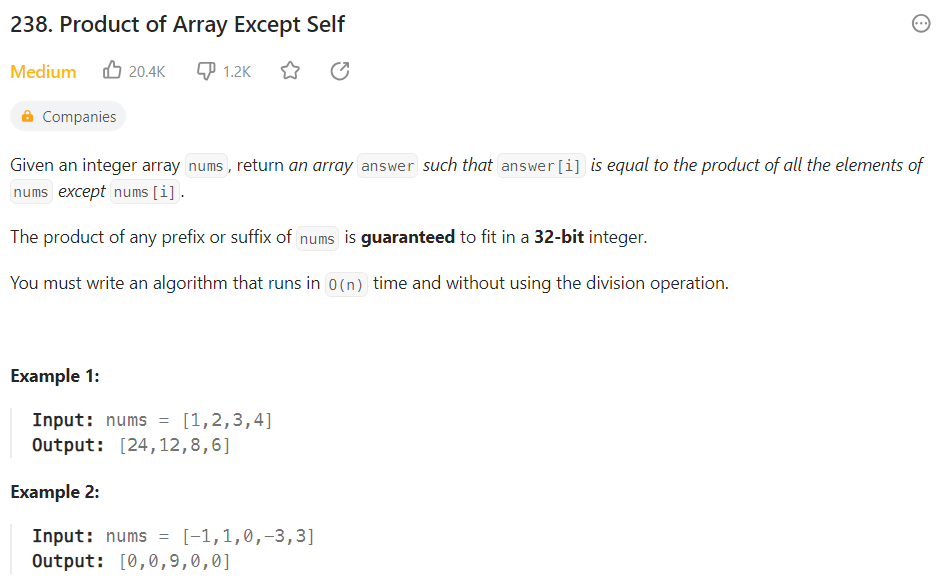 238. Product of Array Except Self
Medium 20.4K 1.2K
Companies
Given an integer array nums, return an array answer such that answer[i] is equal to the product of all the elements of
nums except nums[i].
The product of any prefix or suffix of nums is guaranteed to fit in a 32-bit integer.
You must write an algorithm that runs in O(n) time and without using the division operation.
Example 1:
Input: nums = [1,2,3,4]
Output: [24,12,8,6]
Example 2:
Input: nums = [-1,1,0,-3,3]
Output: [0,0,9,0,0]